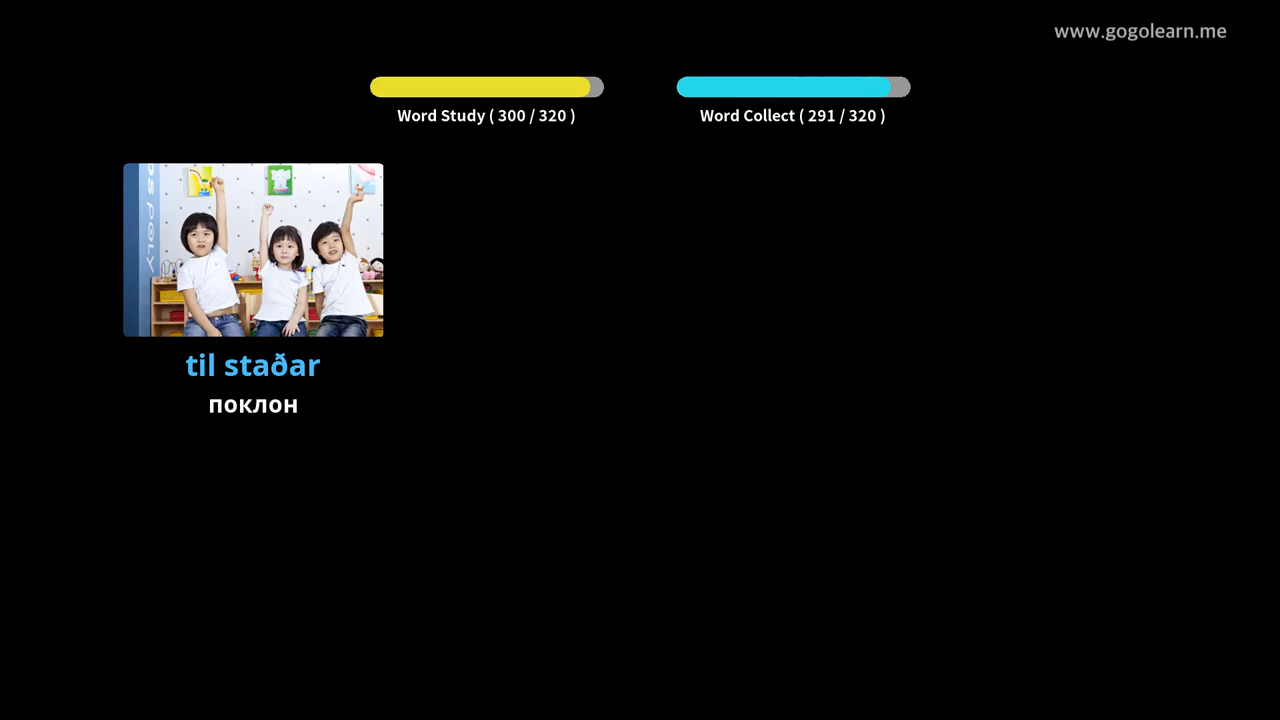 www.gogolearn.me
Word Study ( 300 / 320 )
Word Collect ( 291 / 320 )
til staðar
поклон